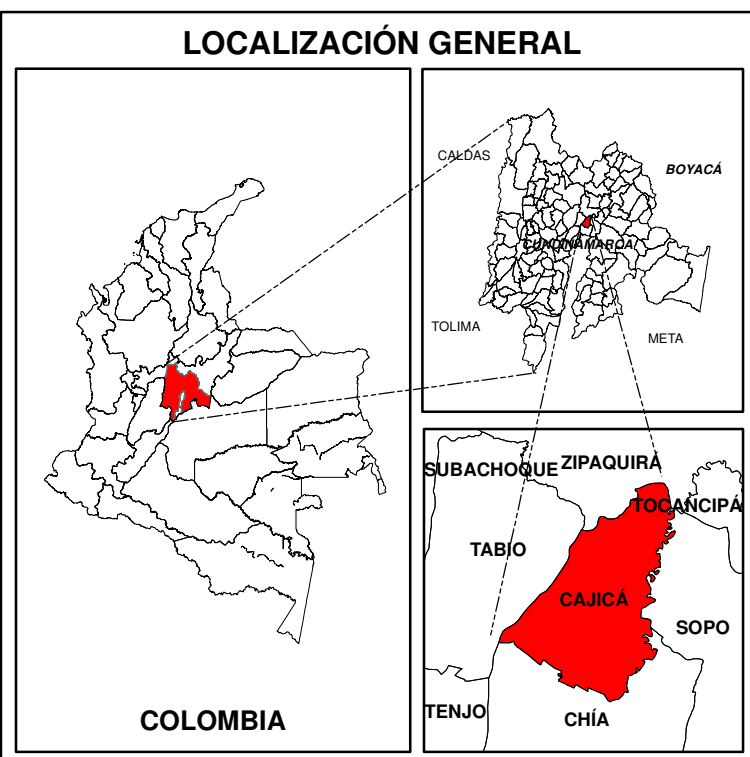 LOCALIZACIÓN GENERAL
COLOMBIA
CALDAS
BOYACÁ
CUNDINAMARCA
TOLIMA
META
SUBACHOQUE
ZIPAQUIRÁ
TOCANCIPÁ
TABIO
CAJICÁ
SOPO
TENJO
CHÍA